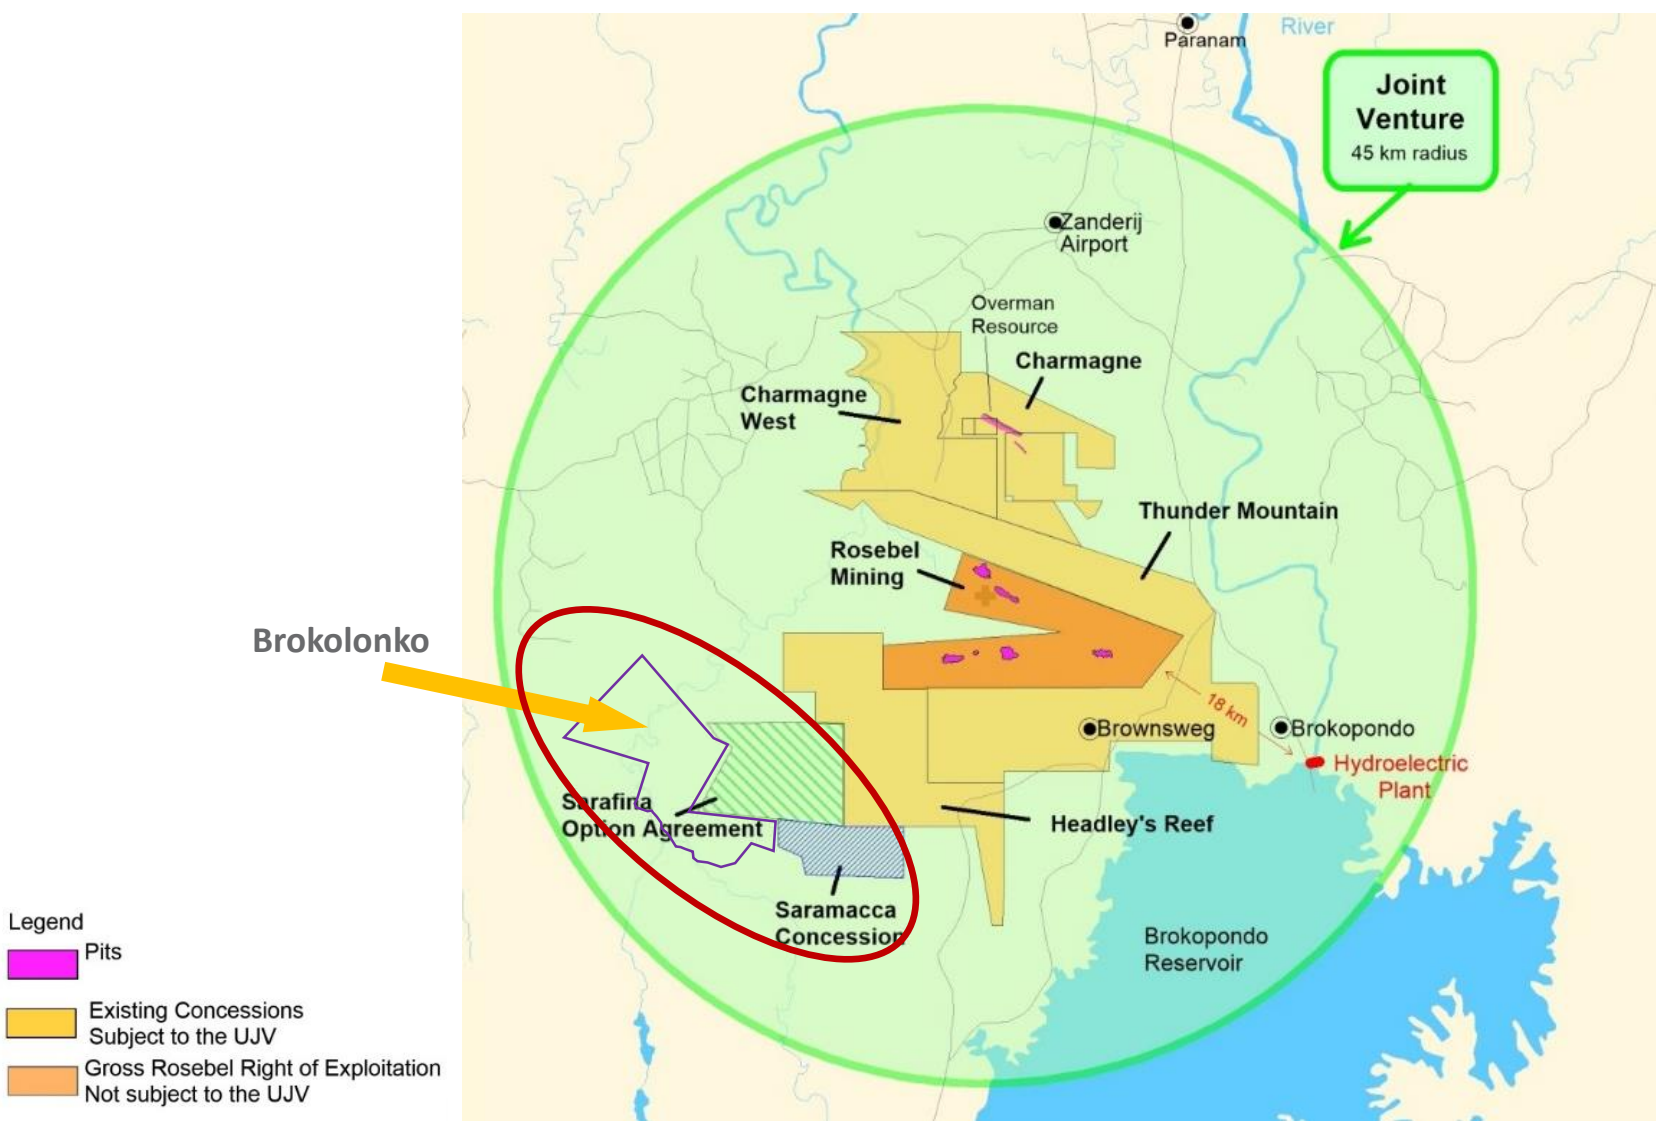 River
Paranam
Joint
Venture
45 km radius
Zanderij
Airport
Overman
Resource
Charmagne
Charmagne
West
Thunder Mountain
Rosebel
Mining
Brokolonko
18 km
Brownsweg
Brokopondo
Hydroelectric
Plant
Sarafina
Option Agreement
Headley's Reef
Saramacca
Concession
Brokopondo
Reservoir
Legend
Pits
Existing Concessions
Subject to the UJV
Gross Rosebel Right of Exploitation
Not subject to the UJV